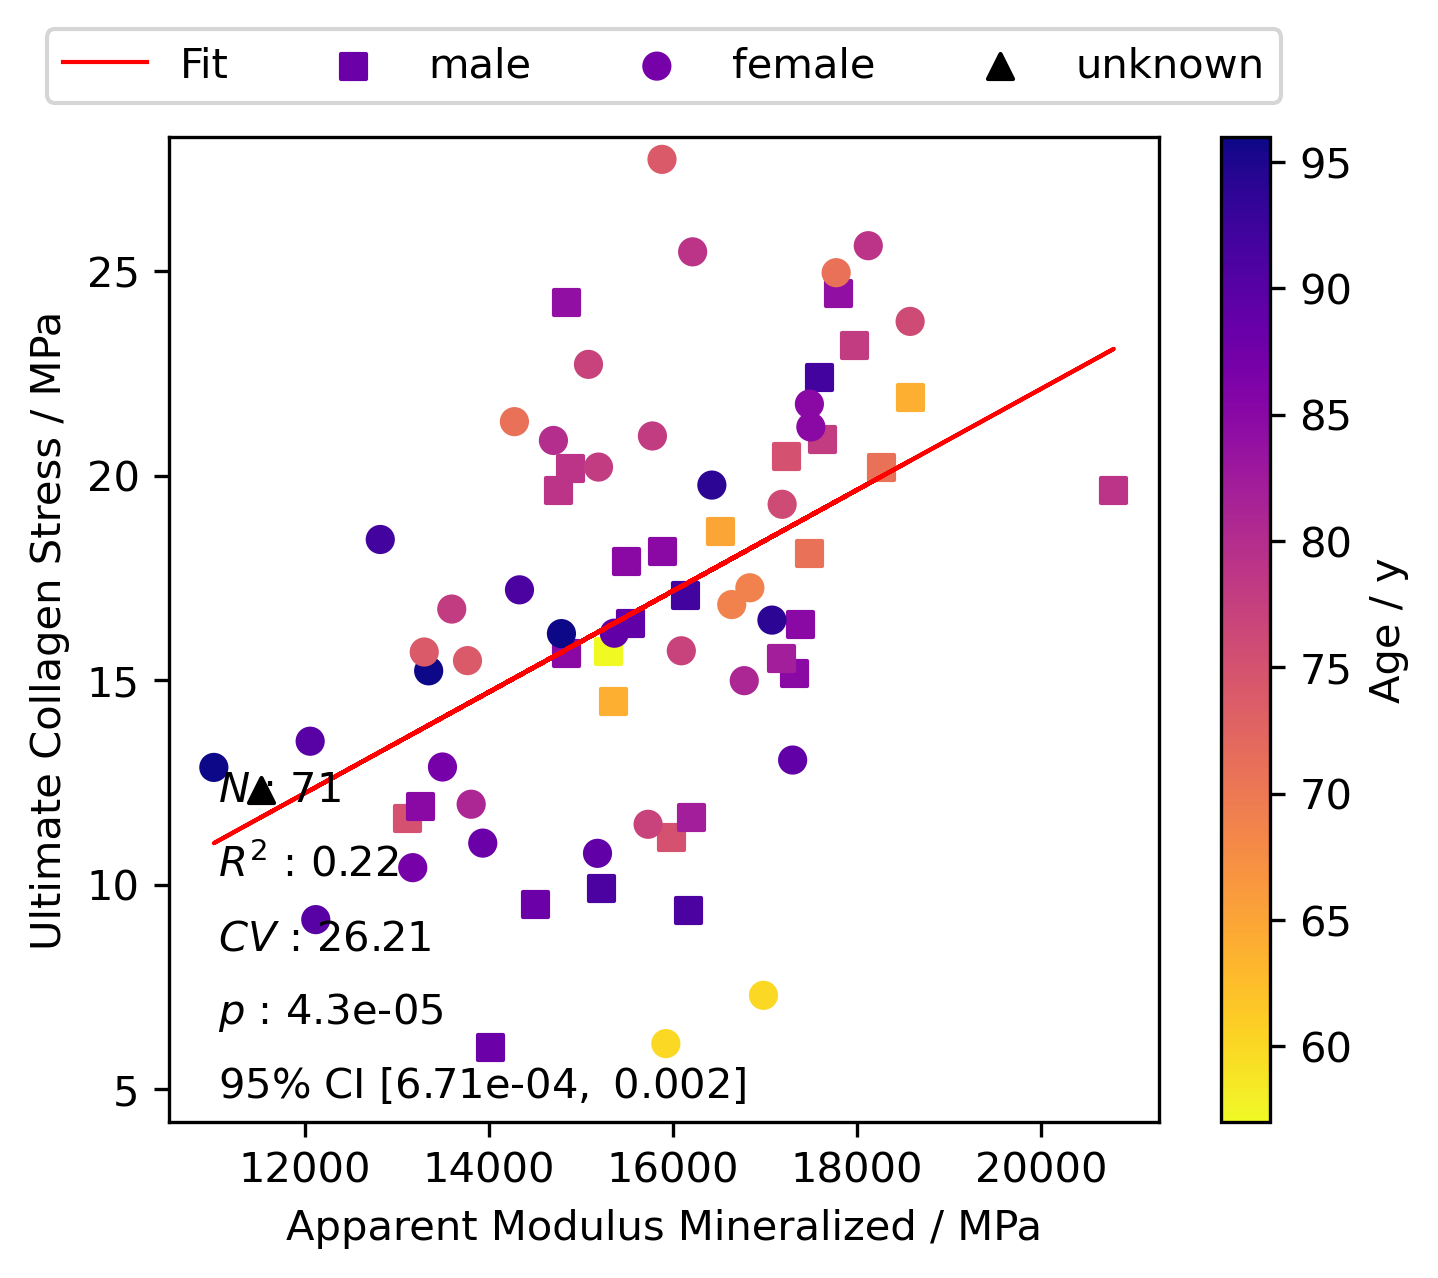 Fit male female unknown
25
20
15
10
5
Ultimate Collagen Stress / MPa
N : 71
R² : 0.22
CV : 26.21
p : 4.3e-05
95% CI [6.71e-04, 0.002]
12000 14000 16000 18000 20000
Apparent Modulus Mineralized / MPa
95
90
85
80
75
70
65
60
Age / y